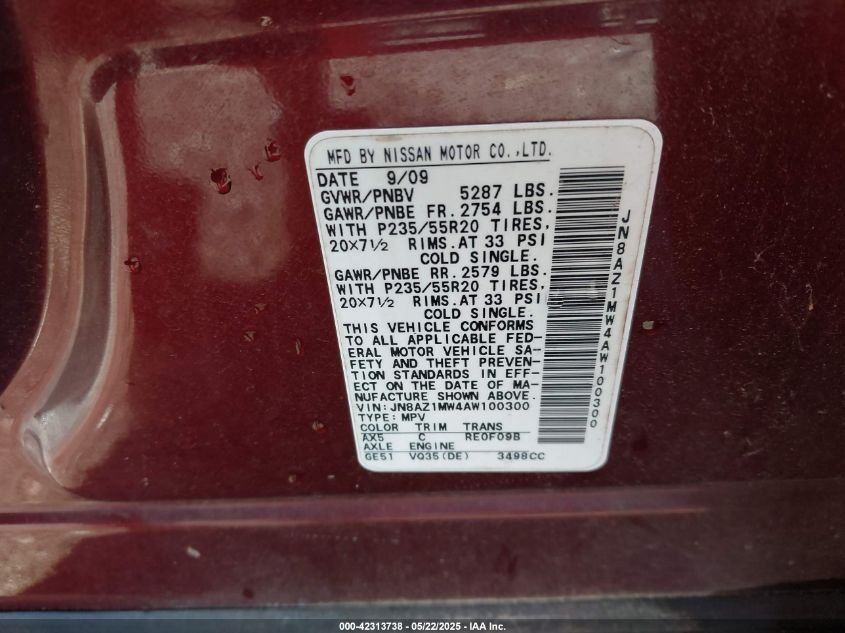 MFD BY NISSAN MOTOR CO.,LTD.
DATE 9/09
GVWR/PNBV 5287 LBS.
GAWR/PNBE FR. 2754 LBS.
WITH P235/55R20 TIRES,
20×7½ RIMS. AT 33 PSI
COLD SINGLE.
GAWR/PNBE RR. 2579 LBS.
WITH P235/55R20 TIRES,
20×7½ RIMS. AT 33 PSI
COLD SINGLE.
THIS VEHICLE CONFORMS
TO ALL APPLICABLE FED-
ERAL MOTOR VEHICLE SA-
FETY AND THEFT PREVEN-
TION STANDARDS IN EFF-
ECT ON THE DATE OF MA-
NUFACTURE SHOWN ABOVE.
VIN: JN8AZ1MW4AW100300
TYPE: MPV
COLOR TRIM TRANS
AX5 C RE0F09B
AXLE ENGINE
GE51 VQ35(DE) 3498CC
JN8AZ1MW4AW100300
000-42313738 - 05/22/2025 - IAA Inc.